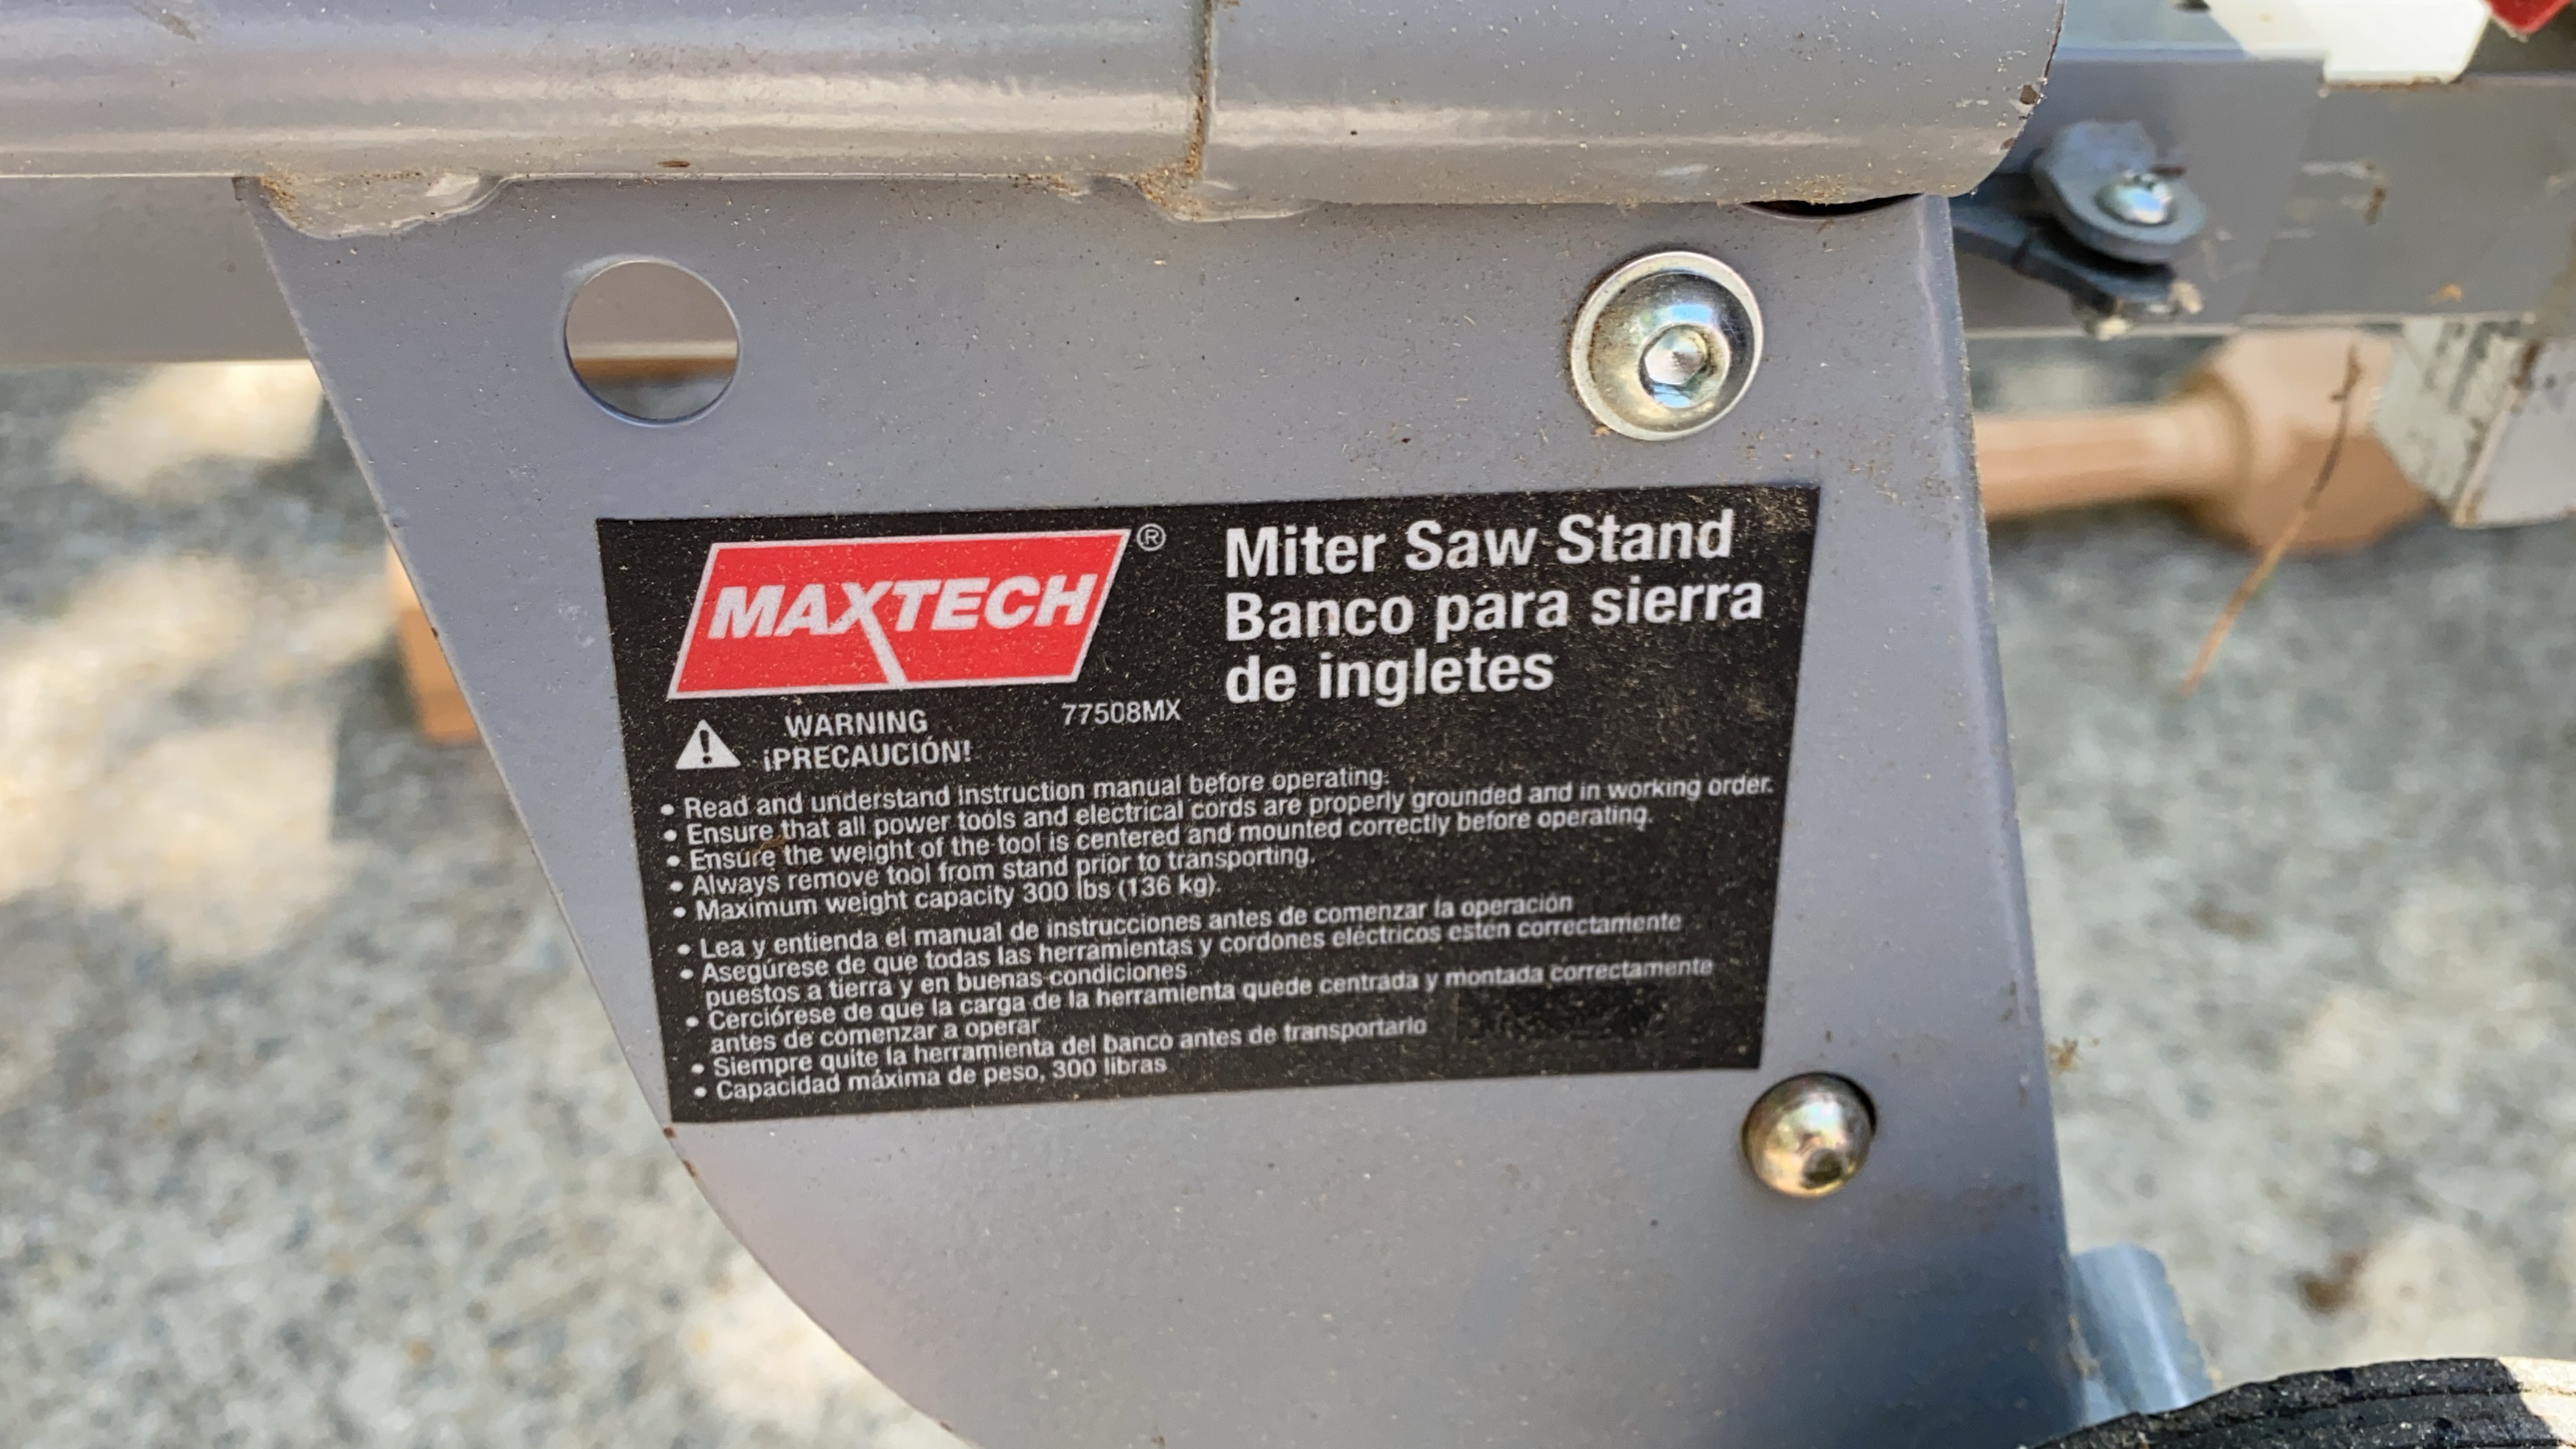 MAXTECH®
Miter Saw Stand
Banco para sierra
de ingletes
77508MX
WARNING
¡PRECAUCIÓN!
• Read and understand instruction manual before operating.
• Ensure that all power tools and electrical cords are properly grounded and in working order.
• Ensure the weight of the tool is centered and mounted correctly before operating.
• Always remove tool from stand prior to transporting.
• Maximum weight capacity 300 lbs (136 kg).
• Lea y entienda el manual de instrucciones antes de comenzar la operación
• Asegúrese de que todas las herramientas y cordones eléctricos estén correctamente
puestos a tierra y en buenas condiciones
• Cerciórese de que la carga de la herramienta quede centrada y montada correctamente
antes de comenzar a operar
• Siempre quite la herramienta del banco antes de transportarlo
• Capacidad máxima de peso, 300 libras